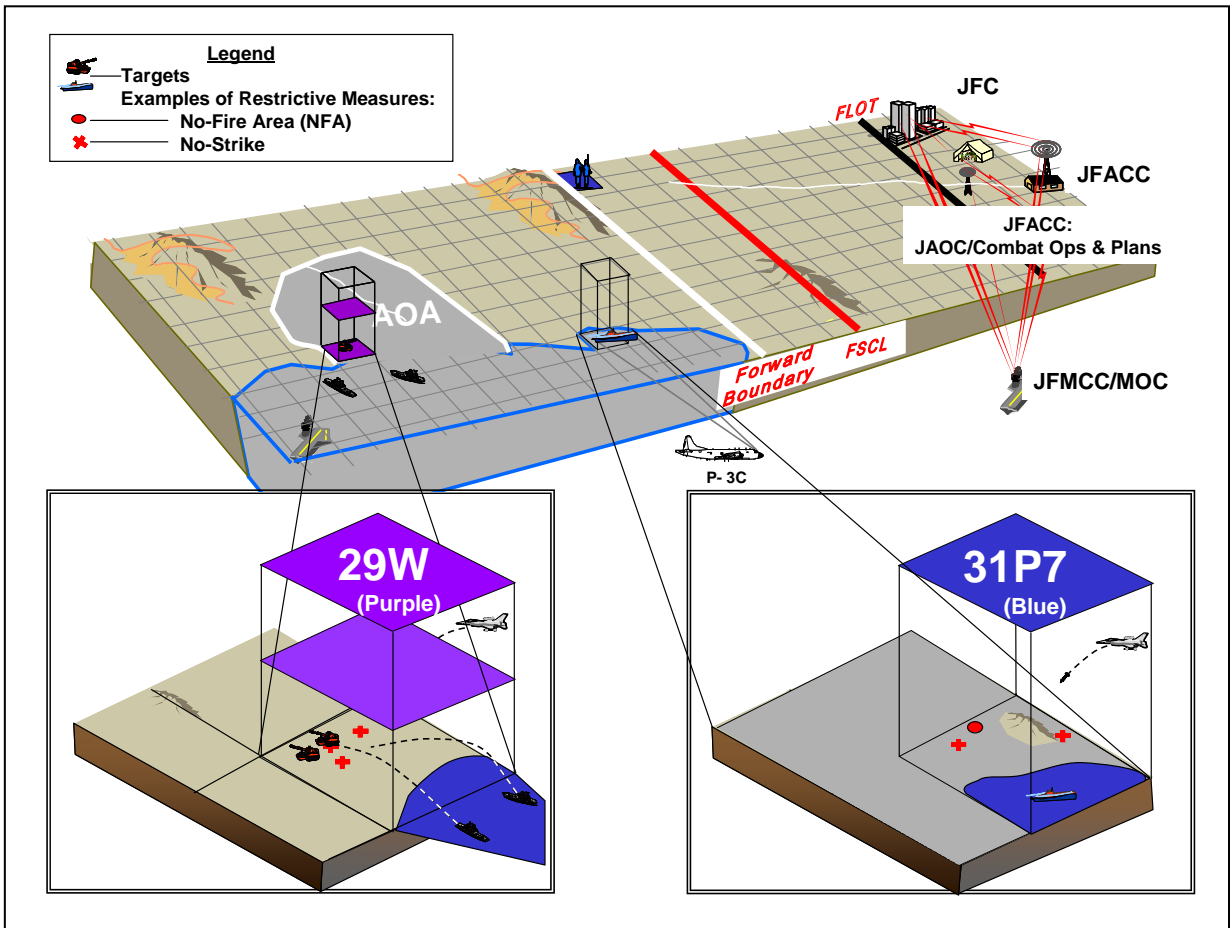 Legend
Targets
Examples of Restrictive Measures:
No-Fire Area (NFA)
No-Strike
JFC
FLOT
JFACC
JFACC:
JAOC/Combat Ops & Plans
AOA
Forward
Boundary
FSCL
JFMCC/MOC
P- 3C
29W
(Purple)
31P7
(Blue)